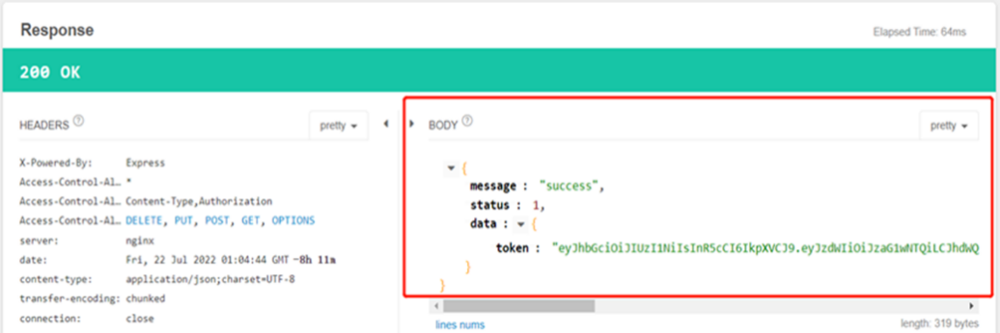 Response
Elapsed Time: 64ms
200 OK
HEADERS ?
pretty
BODY ?
pretty
X-Powered-By: Express
Access-Control-Al… *
Access-Control-Al… Content-Type,Authorization
Access-Control-Al… DELETE, PUT, POST, GET, OPTIONS
server: nginx
date: Fri, 22 Jul 2022 01:04:44 GMT -8h 11m
content-type: application/json;charset=UTF-8
transfer-encoding: chunked
connection: close
{
message : "success",
status : 1,
data : {
token : "eyJhbGciOiJIUzI1NiIsInR5cCI6IkpXVCJ9.eyJzdWIiOiJzaG1wNTQiLCJhdWQ
}
}
lines nums
length: 319 bytes